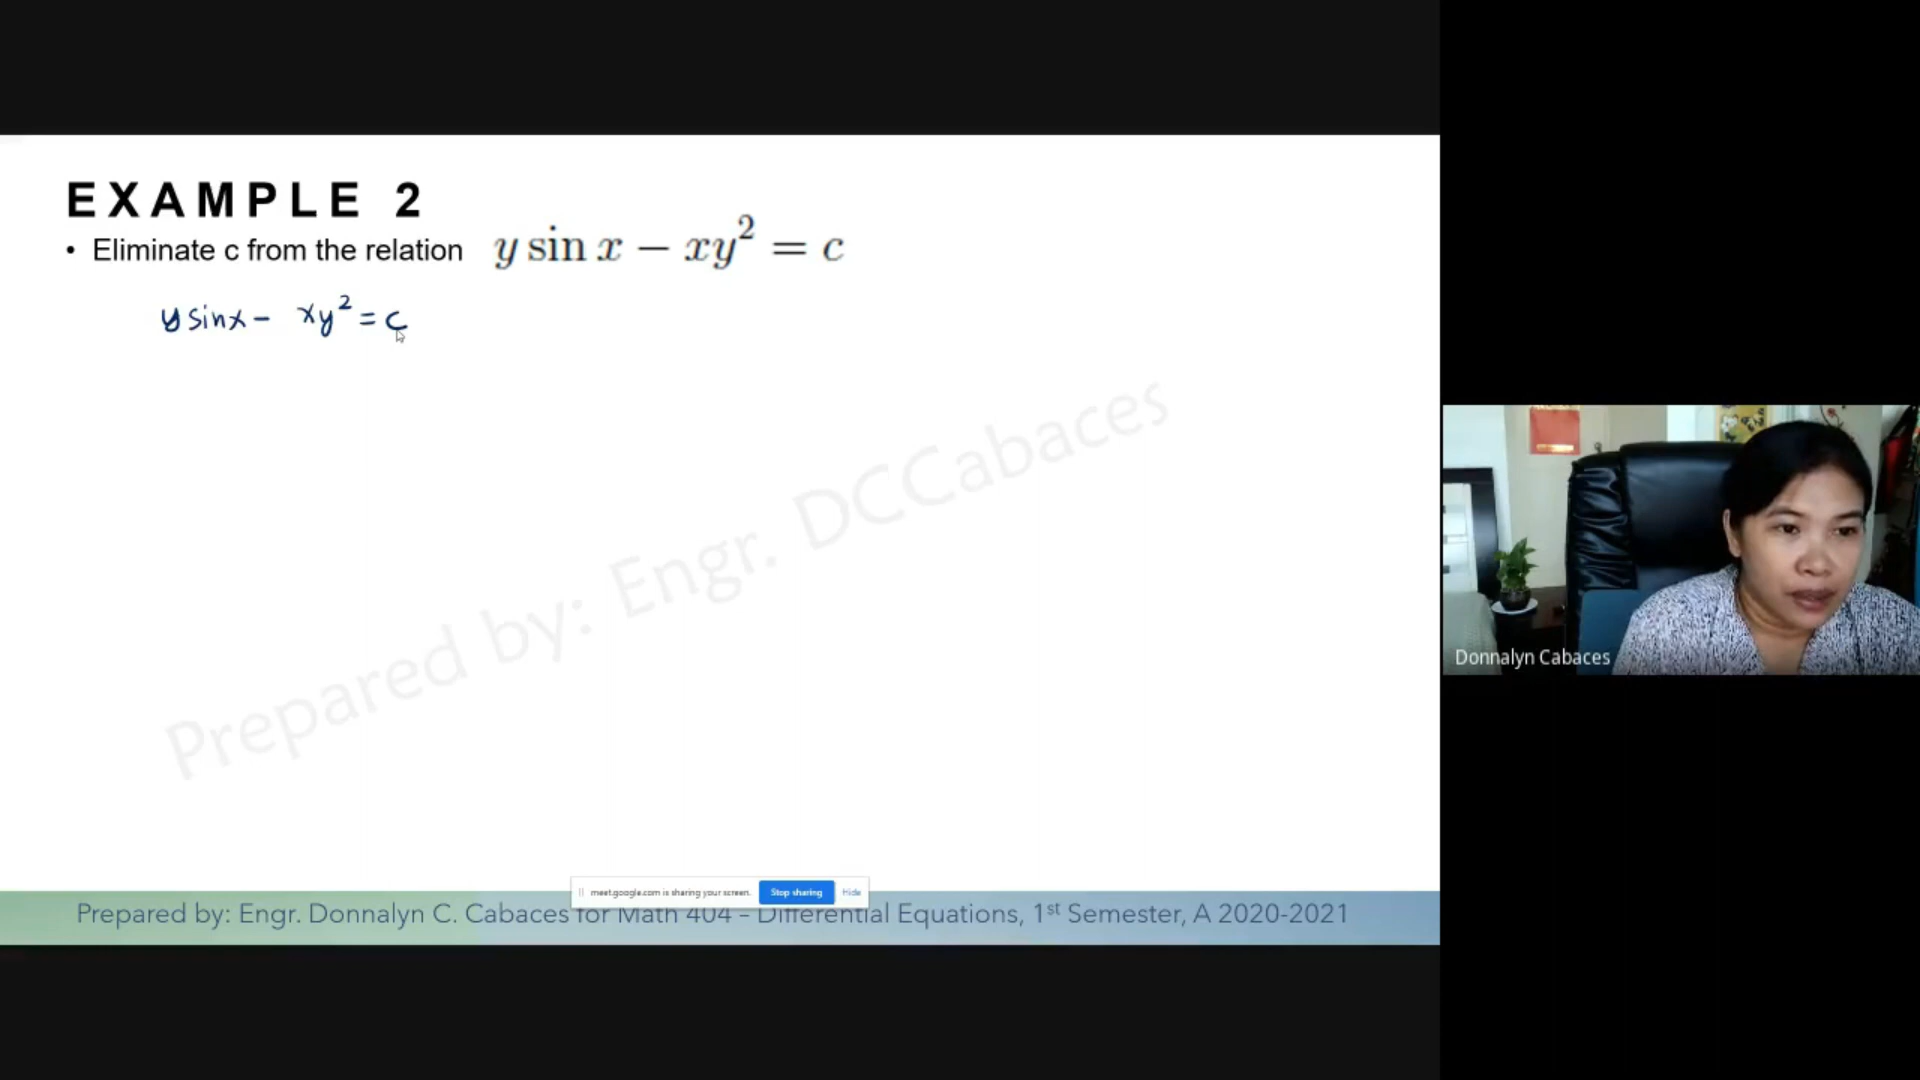 EXAMPLE 2
• Eliminate c from the relation y sin x − xy² = c
y sinx − xy² = c
Prepared by: Engr. DCCabaces
Donnalyn Cabaces
meet.google.com is sharing your screen. Stop sharing Hide
Prepared by: Engr. Donnalyn C. Cabaces for Math 404 – Differential Equations, 1st Semester, A 2020-2021